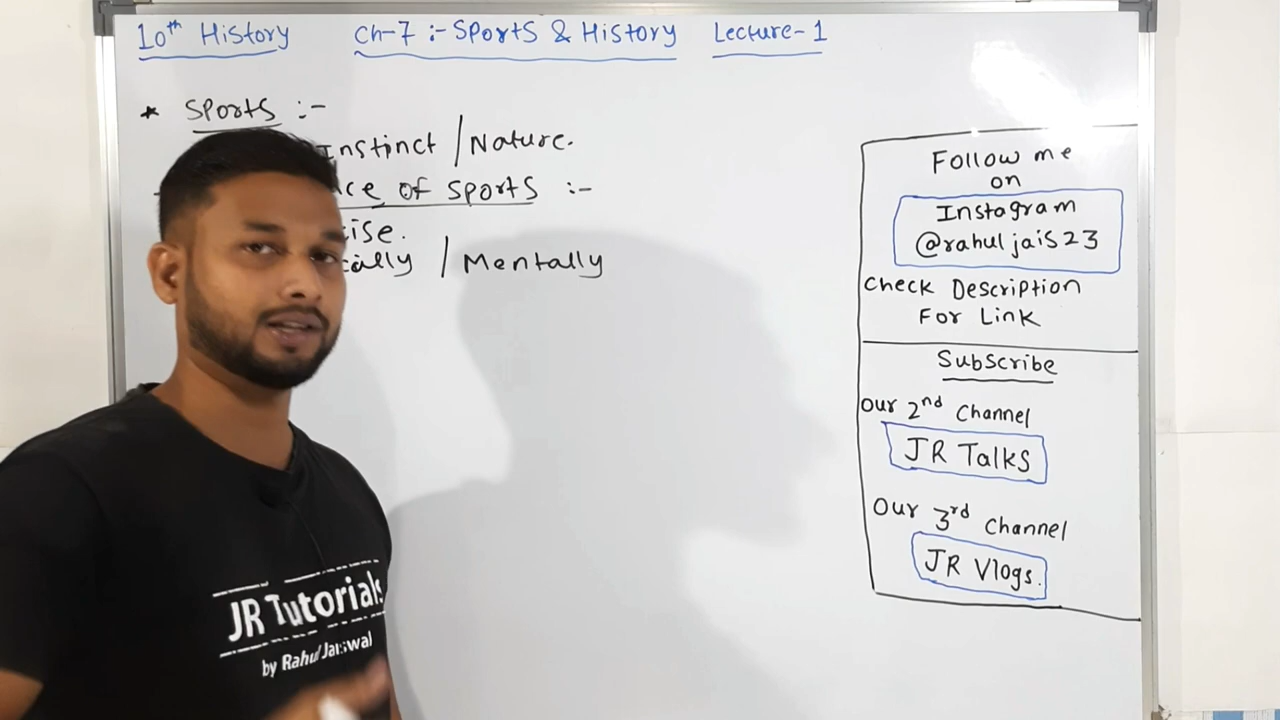 10th History Ch-7 :- Sports & History Lecture-1
* Sports :-
Instinct / Nature.
of Sports :-
/ Mentally
Follow me
on
Instagram
@rahuljais23
Check Description
For Link
Subscribe
Our 2nd Channel
JR Talks
Our 3rd Channel
JR Vlogs.
JR Tutorials
by Rahul Jaiswal